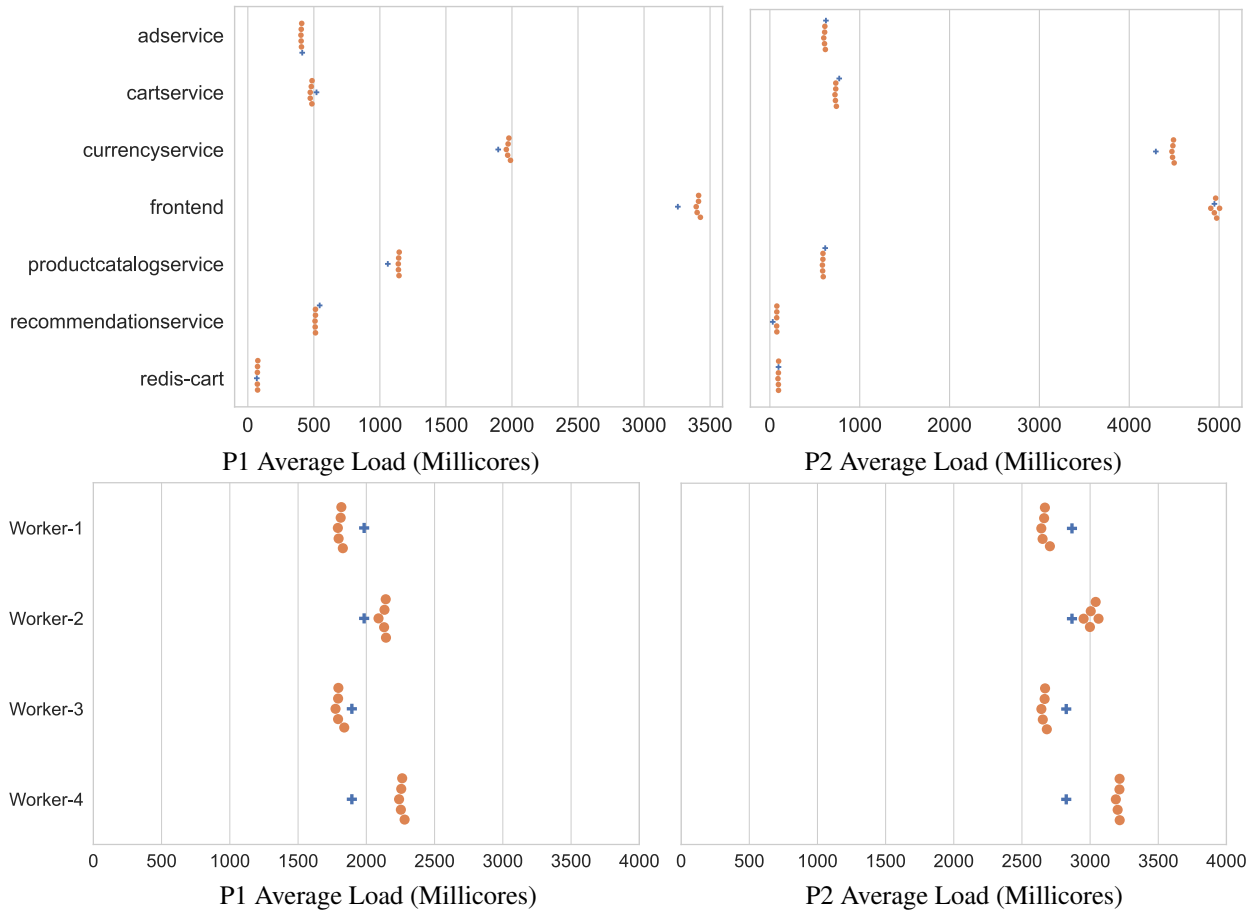 adservice
cartservice
currencyservice
frontend
productcatalogservice
recommendationservice
redis-cart
0 500 1000 1500 2000 2500 3000 3500
P1 Average Load (Millicores)
0 1000 2000 3000 4000 5000
P2 Average Load (Millicores)
Worker-1
Worker-2
Worker-3
Worker-4
0 500 1000 1500 2000 2500 3000 3500 4000
P1 Average Load (Millicores)
0 500 1000 1500 2000 2500 3000 3500 4000
P2 Average Load (Millicores)